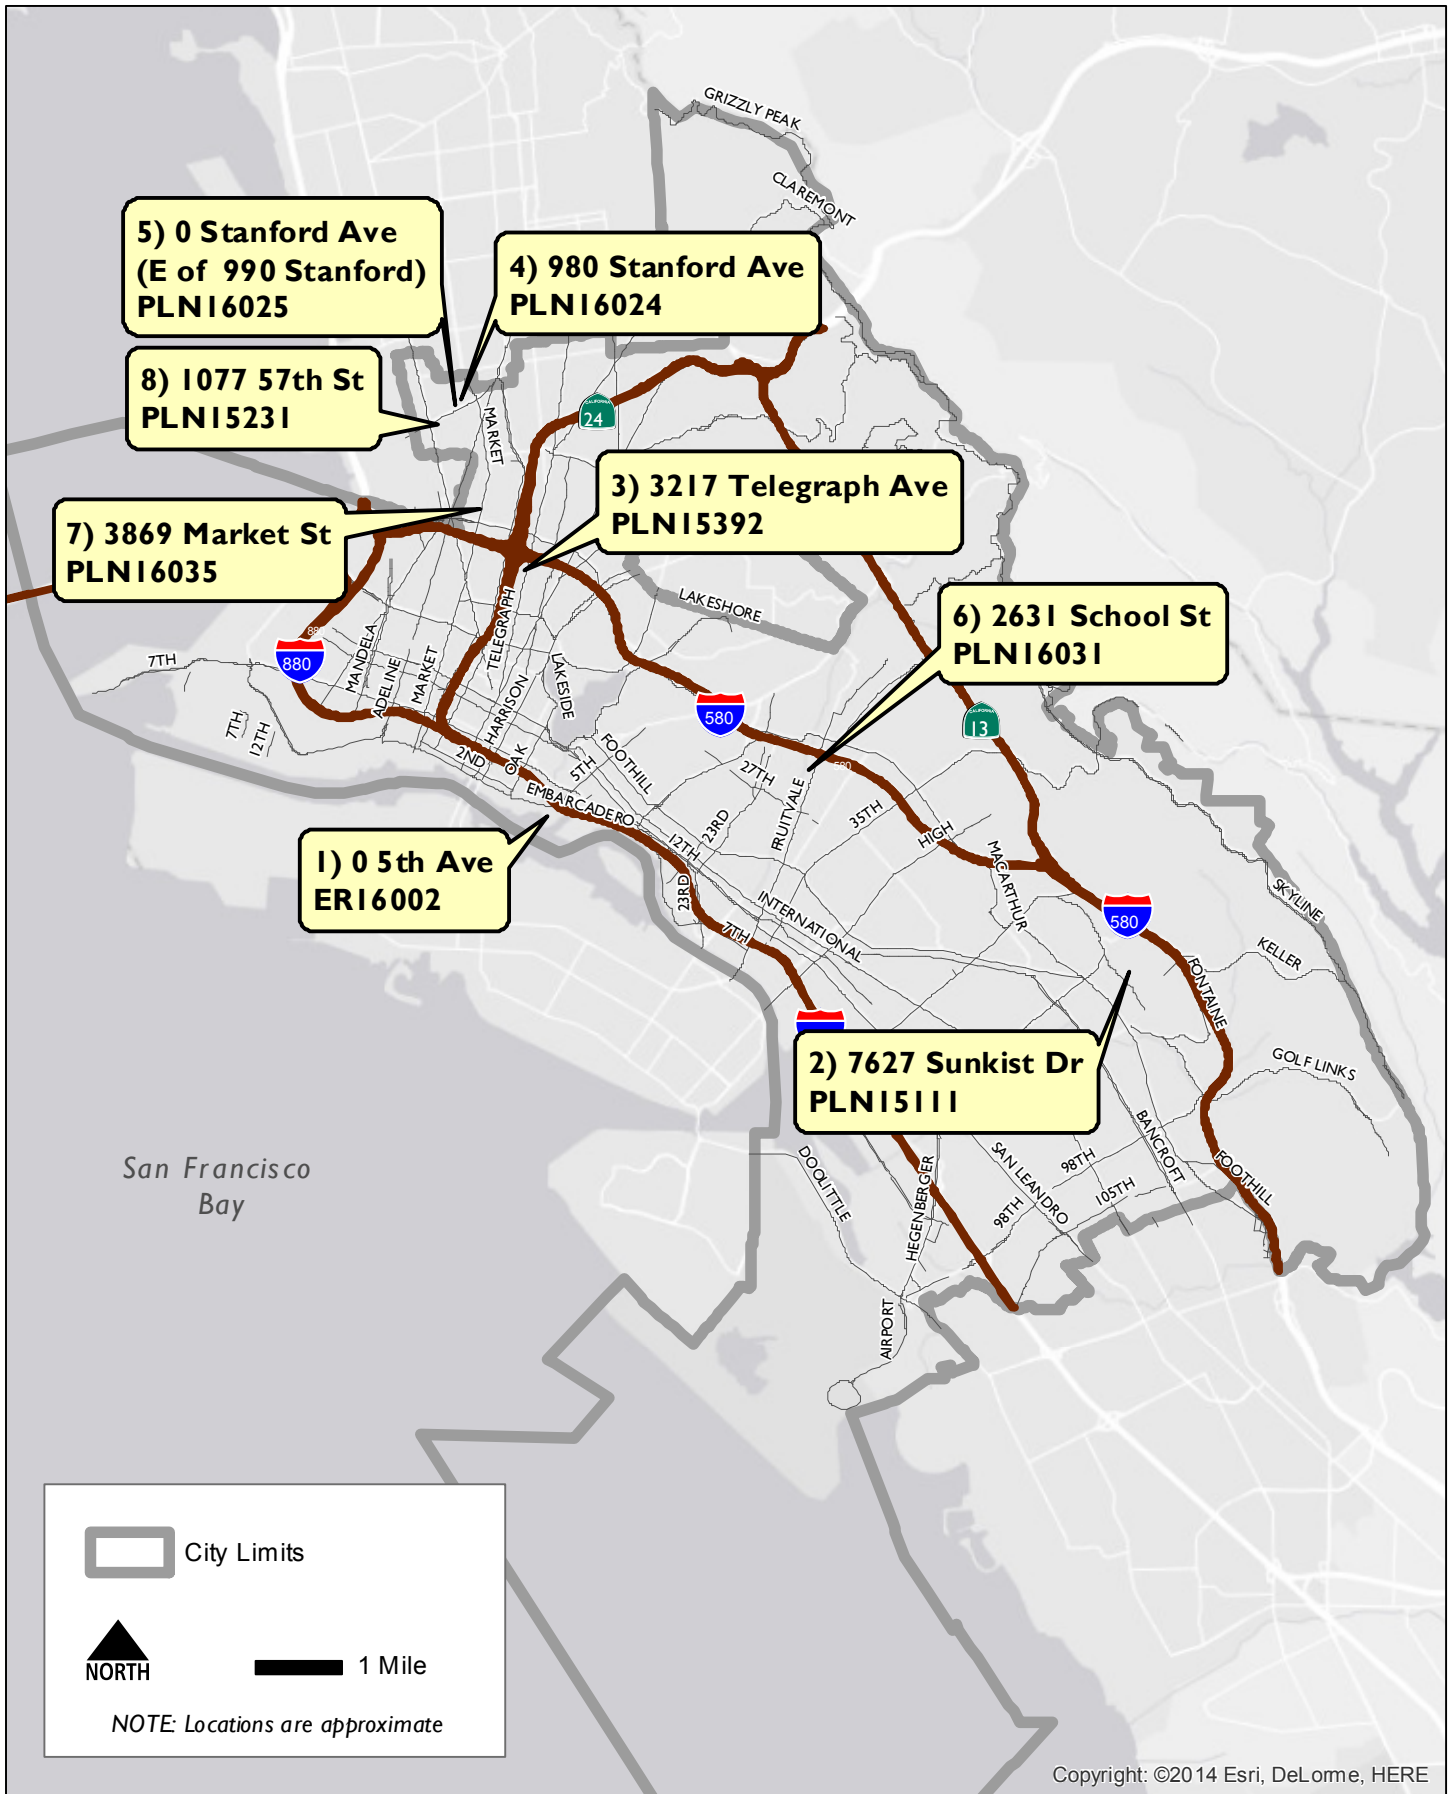 GRIZZLY PEAK
CLAREMONT
5) 0 Stanford Ave
(E of 990 Stanford)
PLN16025
4) 980 Stanford Ave
PLN16024
8) 1077 57th St
PLN15231
MARKET
CALIFORNIA
24
3) 3217 Telegraph Ave
PLN15392
7) 3869 Market St
PLN16035
LAKESHORE
6) 2631 School St
PLN16031
880
880
7TH
MANDELA
ADELINE
MARKET
TELEGRAPH
HARRISON
LAKESIDE
580
CALIFORNIA
13
7TH
12TH
2ND
OAK
5TH
FOOTHILL
27TH
580
EMBARCADERO
FRUITVALE
35TH
HIGH
23RD
12TH
MACARTHUR
1) 0 5th Ave
ER16002
23RD
7TH
INTERNATIONAL
580
SKYLINE
KELLER
FONTAINE
2) 7627 Sunkist Dr
PLN15111
GOLF LINKS
BANCROFT
DOOLITTLE
HEGENBERGER
SAN LEANDRO
98TH
98TH
105TH
FOOTHILL
AIRPORT
San Francisco
Bay
City Limits
NORTH
1 Mile
NOTE: Locations are approximate
Copyright: ©2014 Esri, DeLorme, HERE